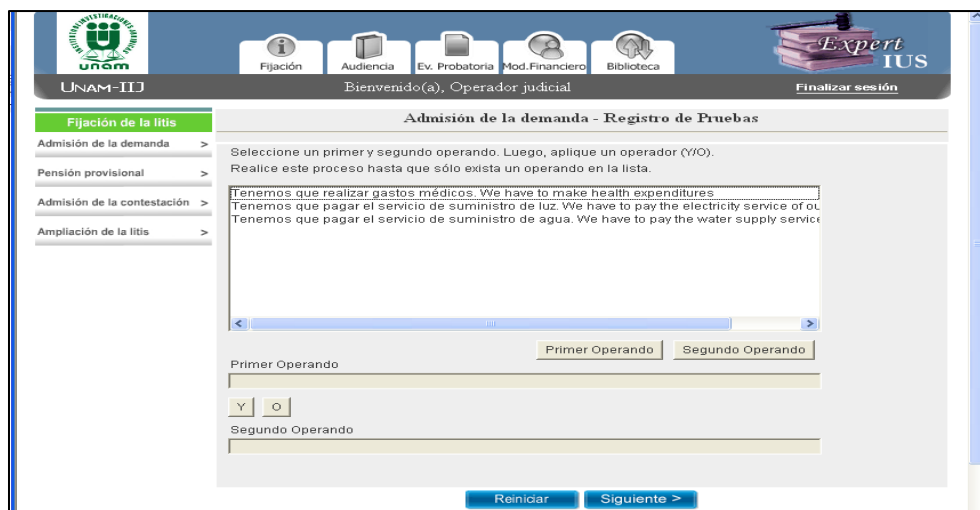 INSTITUTO DE INVESTIGACIONES JURÍDICAS
unam
Fijación
Audiencia
Ev. Probatoria
Mod.Financiero
Biblioteca
Expert
IUS
UNAM-IIJ
Bienvenido(a), Operador judicial
Finalizar sesión
Fijación de la litis
Admisión de la demanda >
Pensión provisional >
Admisión de la contestación >
Ampliación de la litis >
Admisión de la demanda - Registro de Pruebas
Seleccione un primer y segundo operando. Luego, aplique un operador (Y/O).
Realice este proceso hasta que sólo exista un operando en la lista.
Tenemos que realizar gastos médicos. We have to make health expenditures
Tenemos que pagar el servicio de suministro de luz. We have to pay the electricity service of ou
Tenemos que pagar el servicio de suministro de agua. We have to pay the water supply service
Primer Operando
Segundo Operando
Primer Operando
Y
O
Segundo Operando
Reiniciar
Siguiente >